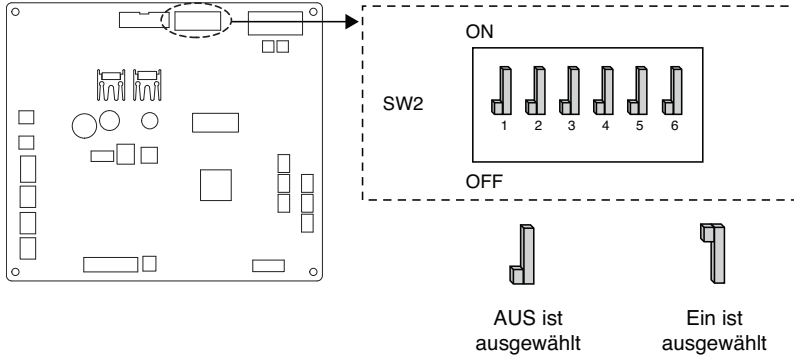 ON
SW2
1 2 3 4 5 6
OFF
AUS ist
ausgewählt
Ein ist
ausgewählt